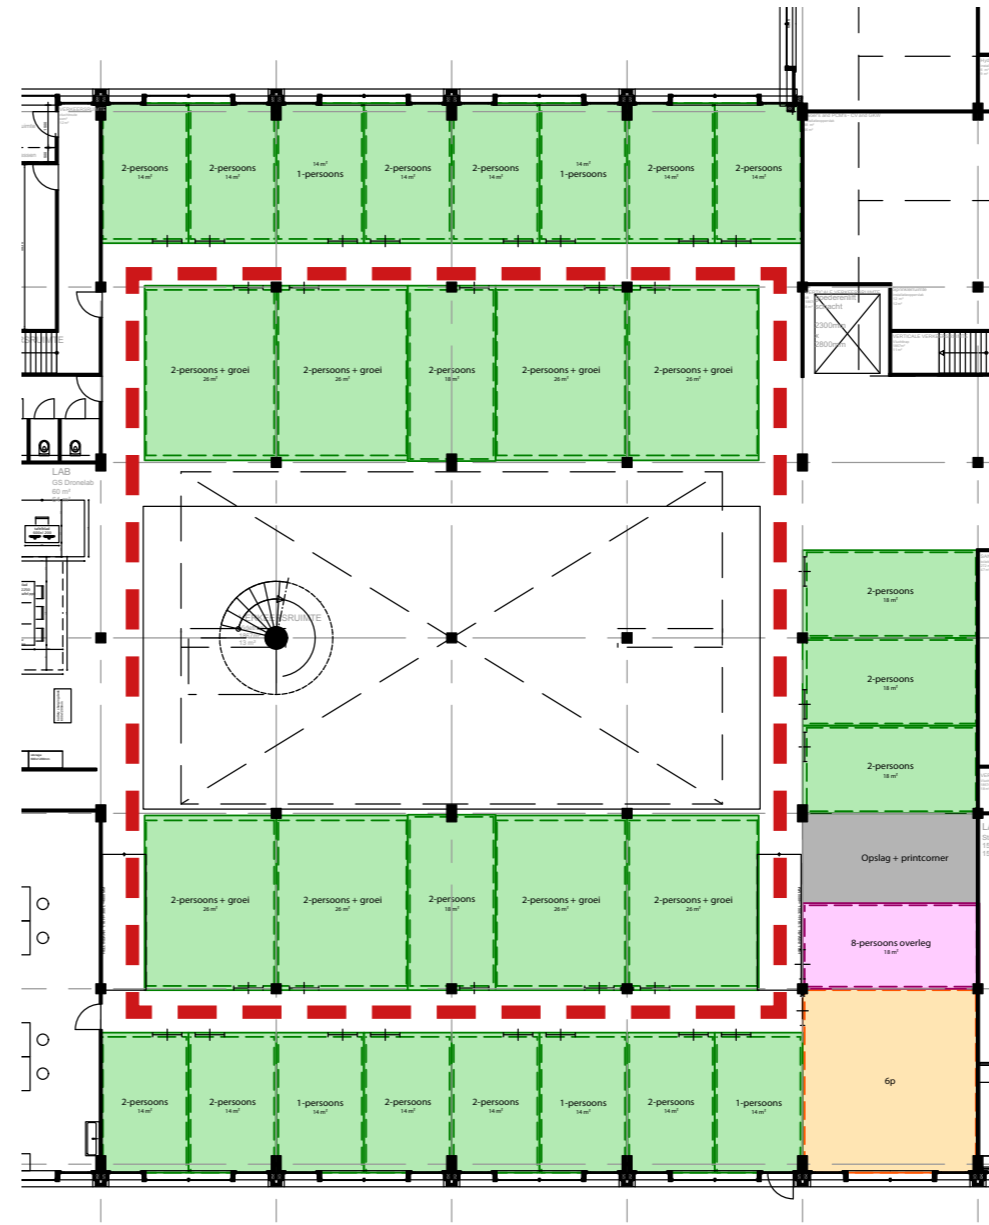 2-persoons
14 m²
2-persoons
14 m²
14 m²
1-persoons
2-persoons
14 m²
2-persoons
14 m²
14 m²
1-persoons
2-persoons
14 m²
2-persoons
14 m²
2-persoons + groei
26 m²
2-persoons + groei
26 m²
2-persoons
18 m²
2-persoons + groei
26 m²
2-persoons + groei
26 m²
2300mm
x
2800mm
LAB
GS Dronelab
60 m²
2-persoons
18 m²
2-persoons
18 m²
2-persoons
18 m²
2-persoons + groei
26 m²
2-persoons + groei
26 m²
2-persoons
18 m²
2-persoons + groei
26 m²
2-persoons + groei
26 m²
Opslag + printcorner
8-persoons overleg
18 m²
6p
2-persoons
14 m²
2-persoons
14 m²
1-persoons
14 m²
2-persoons
14 m²
2-persoons
14 m²
1-persoons
14 m²
2-persoons
14 m²
1-persoons
14 m²